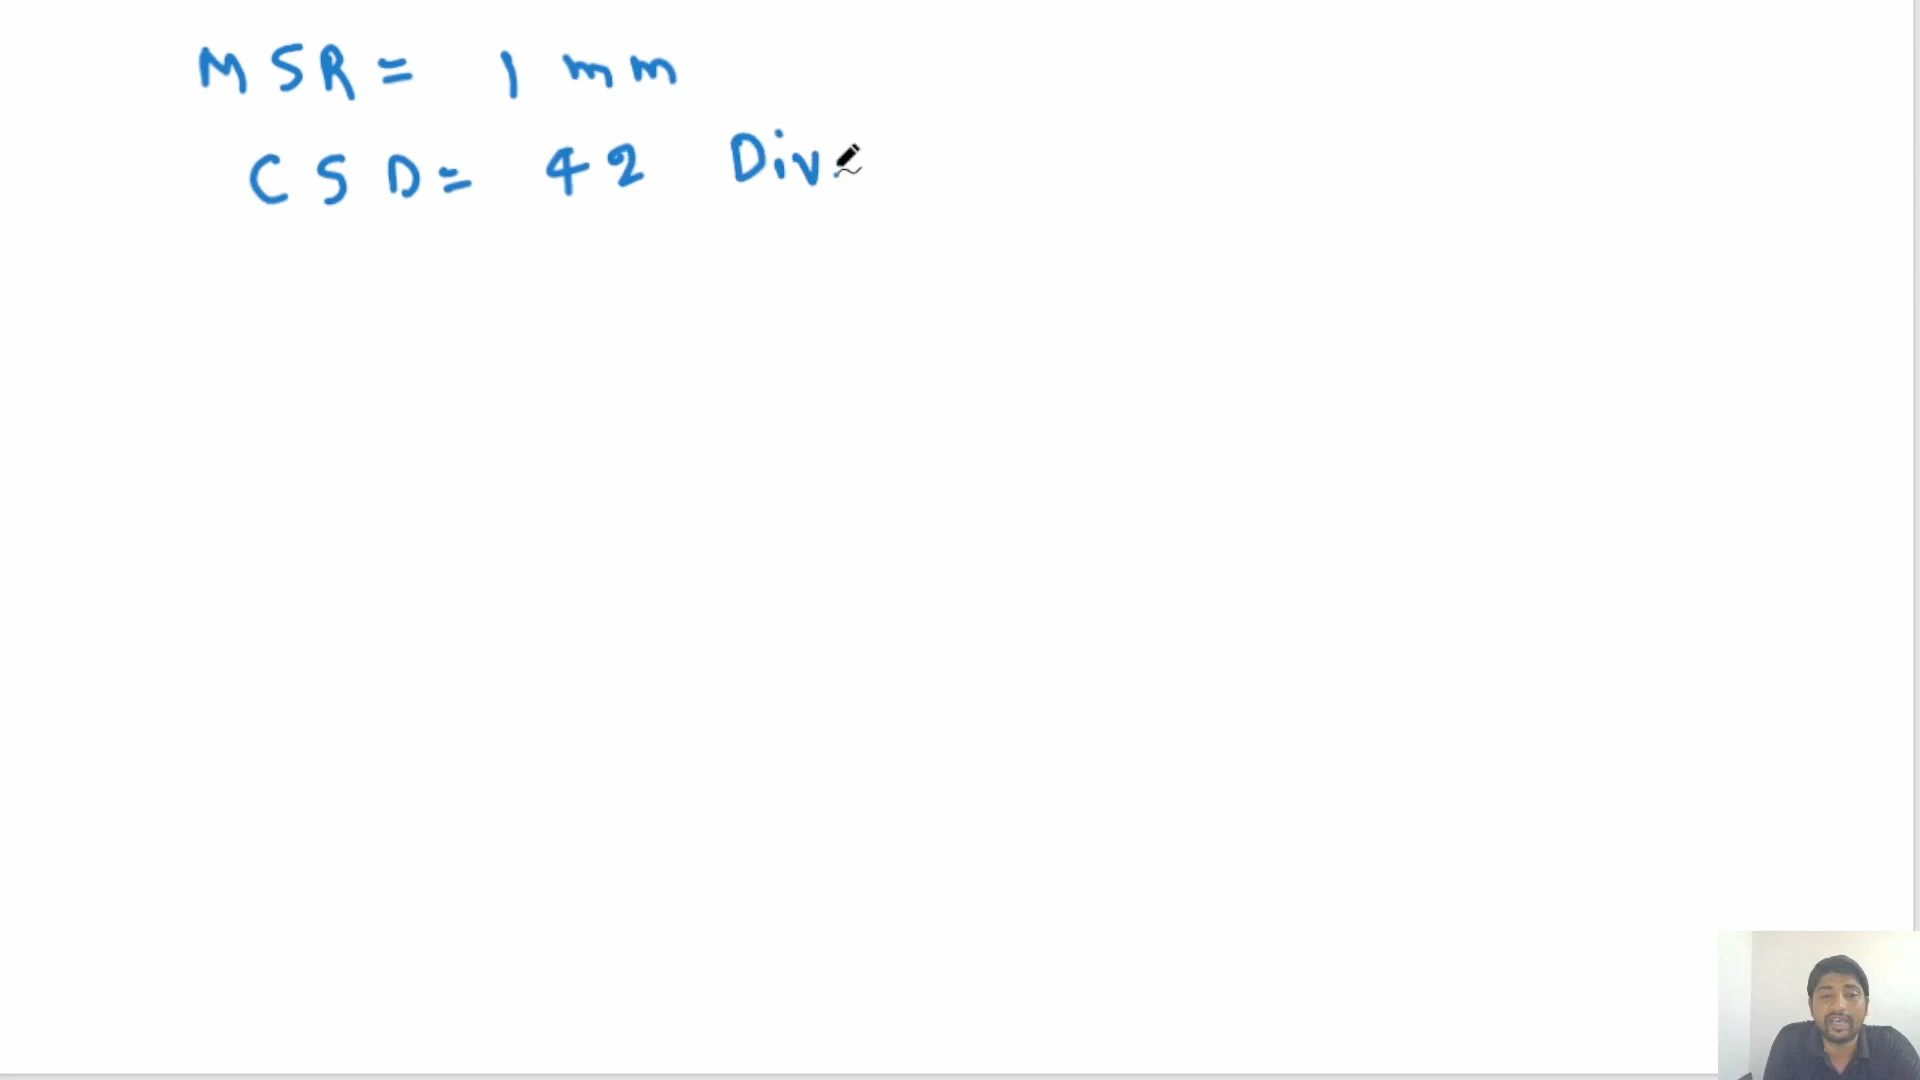 MSR = 1 mm
CSD = 42 Div